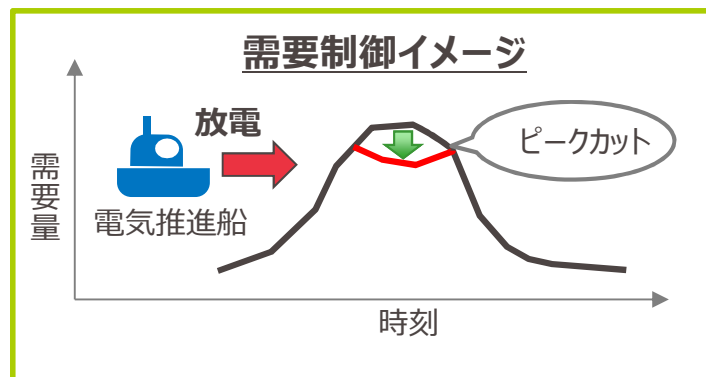 需要制御イメージ
放電
ピークカット
需要量
電気推進船
時刻